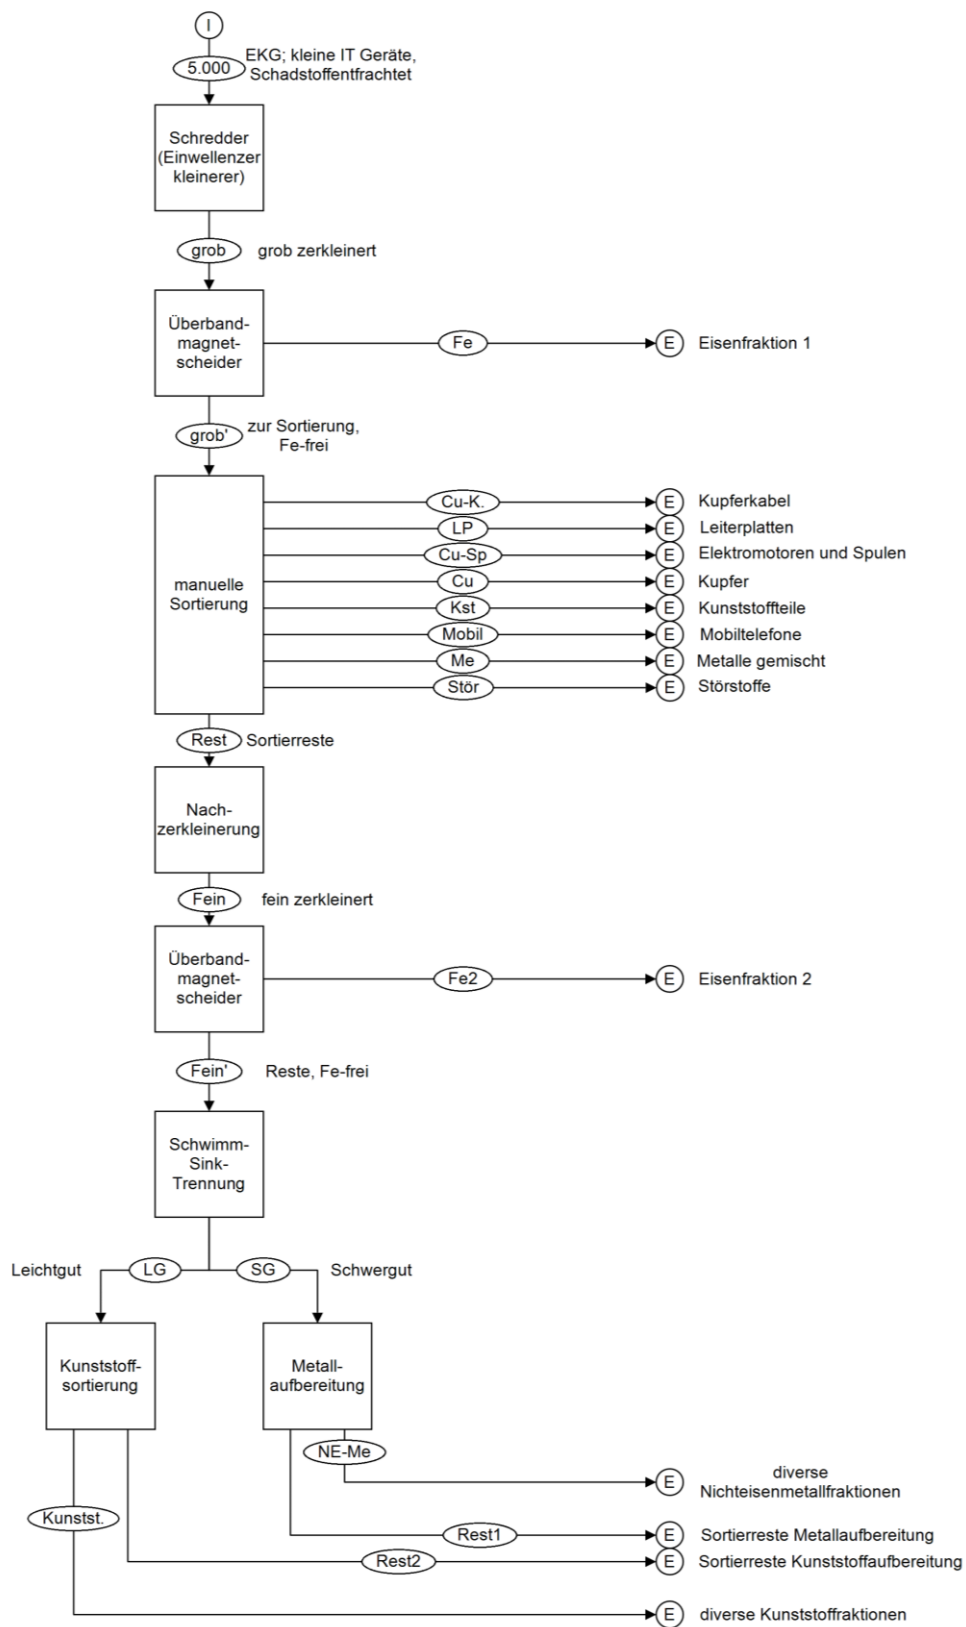 I
5.000
EKG; kleine IT Geräte,
Schadstoffentfrachtet
Schredder
(Einwellenzer
kleinerer)
grob
grob zerkleinert
Überband-
magnet-
scheider
Fe
E
Eisenfraktion 1
grob'
zur Sortierung,
Fe-frei
manuelle
Sortierung
Cu-K.
E
Kupferkabel
LP
E
Leiterplatten
Cu-Sp
E
Elektromotoren und Spulen
Cu
E
Kupfer
Kst
E
Kunststoffteile
Mobil
E
Mobiltelefone
Me
E
Metalle gemischt
Stör
E
Störstoffe
Rest
Sortierreste
Nach-
zerkleinerung
Fein
fein zerkleinert
Überband-
magnet-
scheider
Fe2
E
Eisenfraktion 2
Fein'
Reste, Fe-frei
Schwimm-
Sink-
Trennung
Leichtgut
LG
SG
Schwergut
Kunststoff-
sortierung
Metall-
aufbereitung
NE-Me
E
diverse
Nichteisenmetallfraktionen
Kunstst.
Rest1
E
Sortierreste Metallaufbereitung
Rest2
E
Sortierreste Kunststoffaufbereitung
E
diverse Kunststoffraktionen